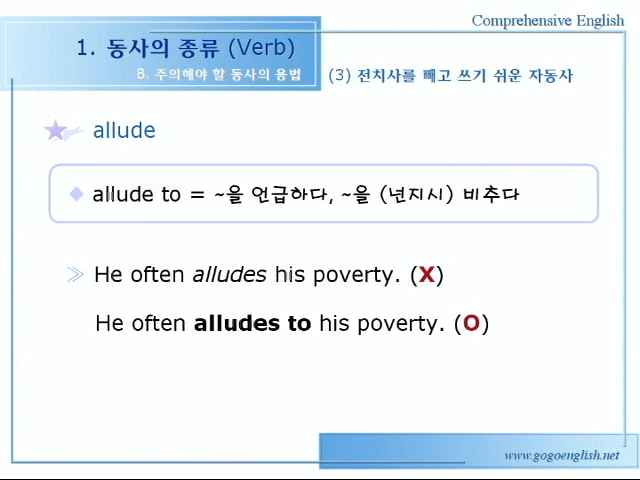 Comprehensive English
1. 동사의 종류 (Verb)
B. 주의해야 할 동사의 용법
(3) 전치사를 빼고 쓰기 쉬운 자동사
allude
allude to = ~을 언급하다, ~을 (넌지시) 비추다
He often alludes his poverty. (X)
He often alludes to his poverty. (O)
www.gogoenglish.net